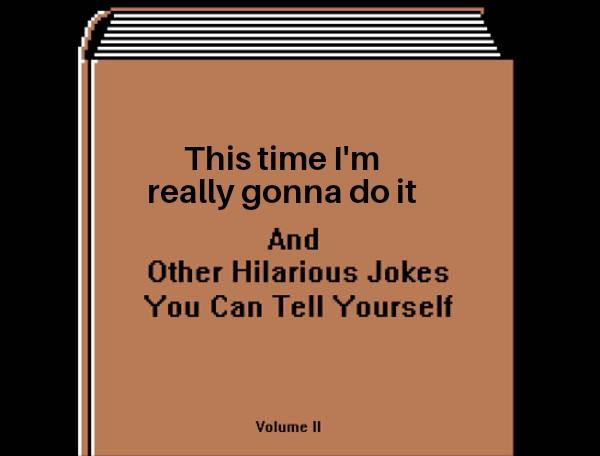 This time I'm
really gonna do it
And
Other Hilarious Jokes
You Can Tell Yourself
Volume II